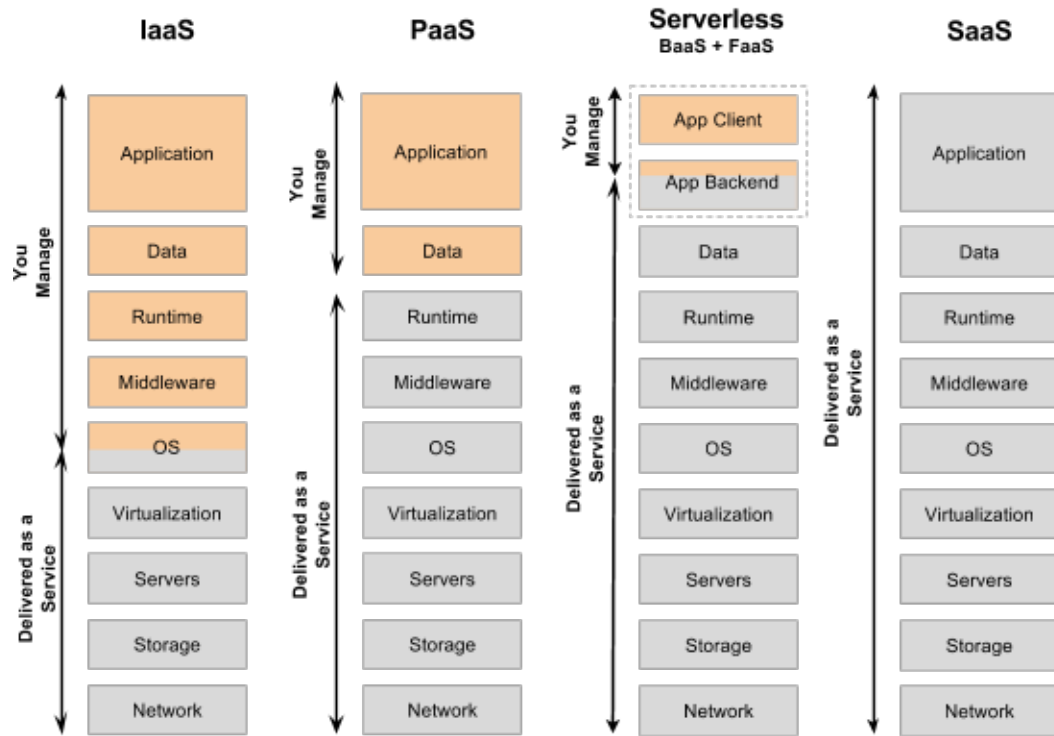 IaaS
You
Manage
Delivered as a
Service
Application
Data
Runtime
Middleware
OS
Virtualization
Servers
Storage
Network
PaaS
You
Manage
Delivered as a
Service
Application
Data
Runtime
Middleware
OS
Virtualization
Servers
Storage
Network
Serverless
BaaS + FaaS
You
Manage
Delivered as a
Service
App Client
App Backend
Data
Runtime
Middleware
OS
Virtualization
Servers
Storage
Network
SaaS
Delivered as a
Service
Application
Data
Runtime
Middleware
OS
Virtualization
Servers
Storage
Network